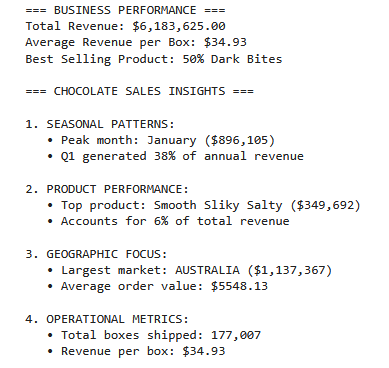 === BUSINESS PERFORMANCE ===
Total Revenue: $6,183,625.00
Average Revenue per Box: $34.93
Best Selling Product: 50% Dark Bites
=== CHOCOLATE SALES INSIGHTS ===
1. SEASONAL PATTERNS:
• Peak month: January ($896,105)
• Q1 generated 38% of annual revenue
2. PRODUCT PERFORMANCE:
• Top product: Smooth Sliky Salty ($349,692)
• Accounts for 6% of total revenue
3. GEOGRAPHIC FOCUS:
• Largest market: AUSTRALIA ($1,137,367)
• Average order value: $5548.13
4. OPERATIONAL METRICS:
• Total boxes shipped: 177,007
• Revenue per box: $34.93